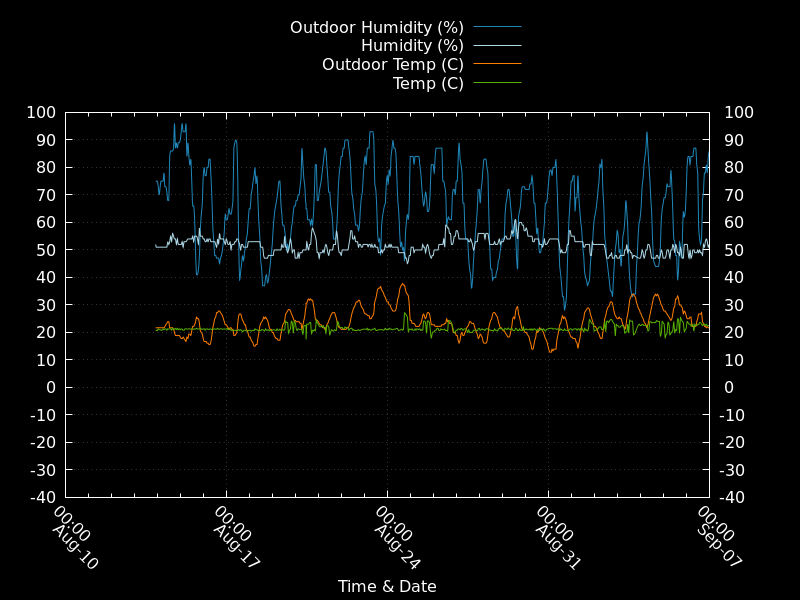 Outdoor Humidity (%)
Humidity (%)
Outdoor Temp (C)
Temp (C)
100 100
90 90
80 80
70 70
60 60
50 50
40 40
30 30
20 20
10 10
0 0
-10 -10
-20 -20
-30 -30
-40 -40
00:00 Aug-10
00:00 Aug-17
00:00 Aug-24
00:00 Aug-31
00:00 Sep-07
Time & Date